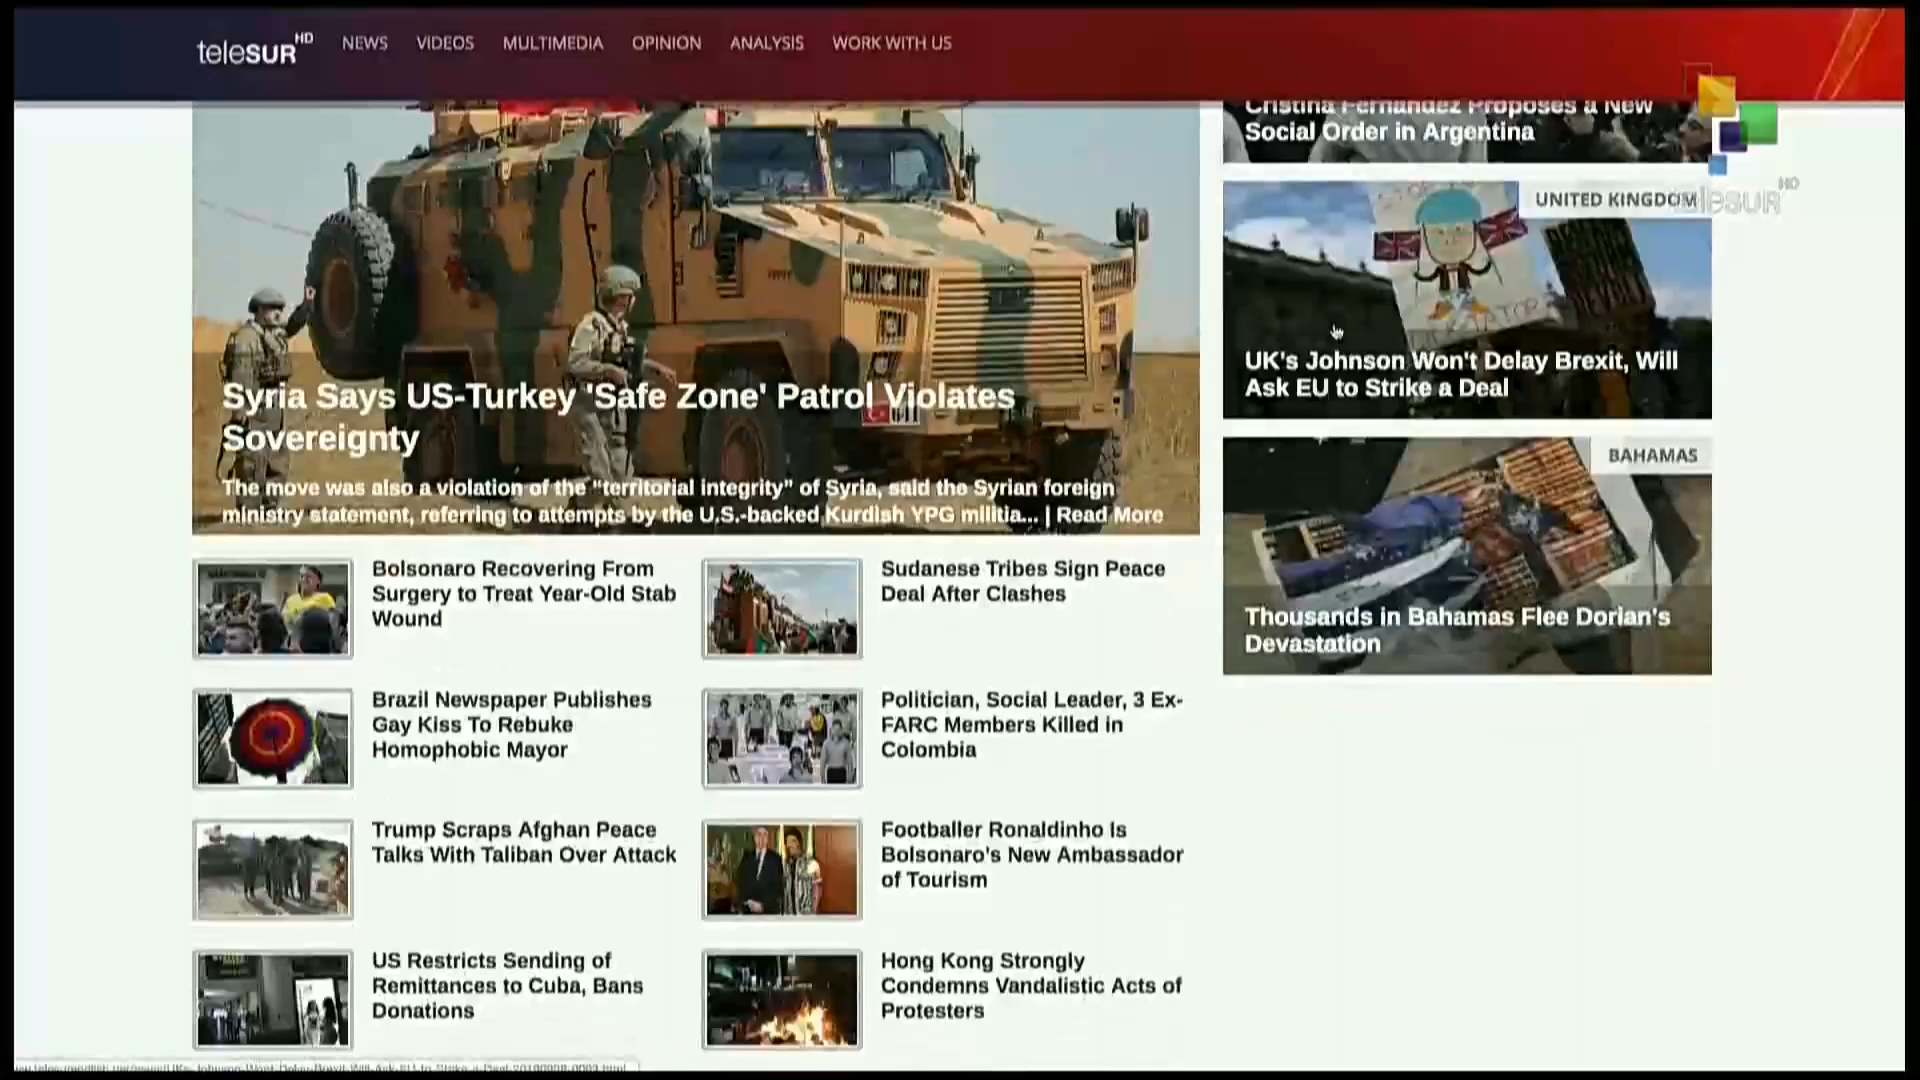 teleSUR HD
NEWS
VIDEOS
MULTIMEDIA
OPINION
ANALYSIS
WORK WITH US
Syria Says US-Turkey 'Safe Zone' Patrol Violates
Sovereignty
The move was also a violation of the “territorial integrity” of Syria, said the Syrian foreign
ministry statement, referring to attempts by the U.S.-backed Kurdish YPG militia... | Read More
Cristina Fernandez Proposes a New
Social Order in Argentina
teleSUR HD
UNITED KINGDOM
UK's Johnson Won't Delay Brexit, Will
Ask EU to Strike a Deal
BAHAMAS
Thousands in Bahamas Flee Dorian's
Devastation
Bolsonaro Recovering From
Surgery to Treat Year-Old Stab
Wound
Sudanese Tribes Sign Peace
Deal After Clashes
Brazil Newspaper Publishes
Gay Kiss To Rebuke
Homophobic Mayor
Politician, Social Leader, 3 Ex-
FARC Members Killed in
Colombia
Trump Scraps Afghan Peace
Talks With Taliban Over Attack
Footballer Ronaldinho Is
Bolsonaro's New Ambassador
of Tourism
US Restricts Sending of
Remittances to Cuba, Bans
Donations
Hong Kong Strongly
Condemns Vandalistic Acts of
Protesters